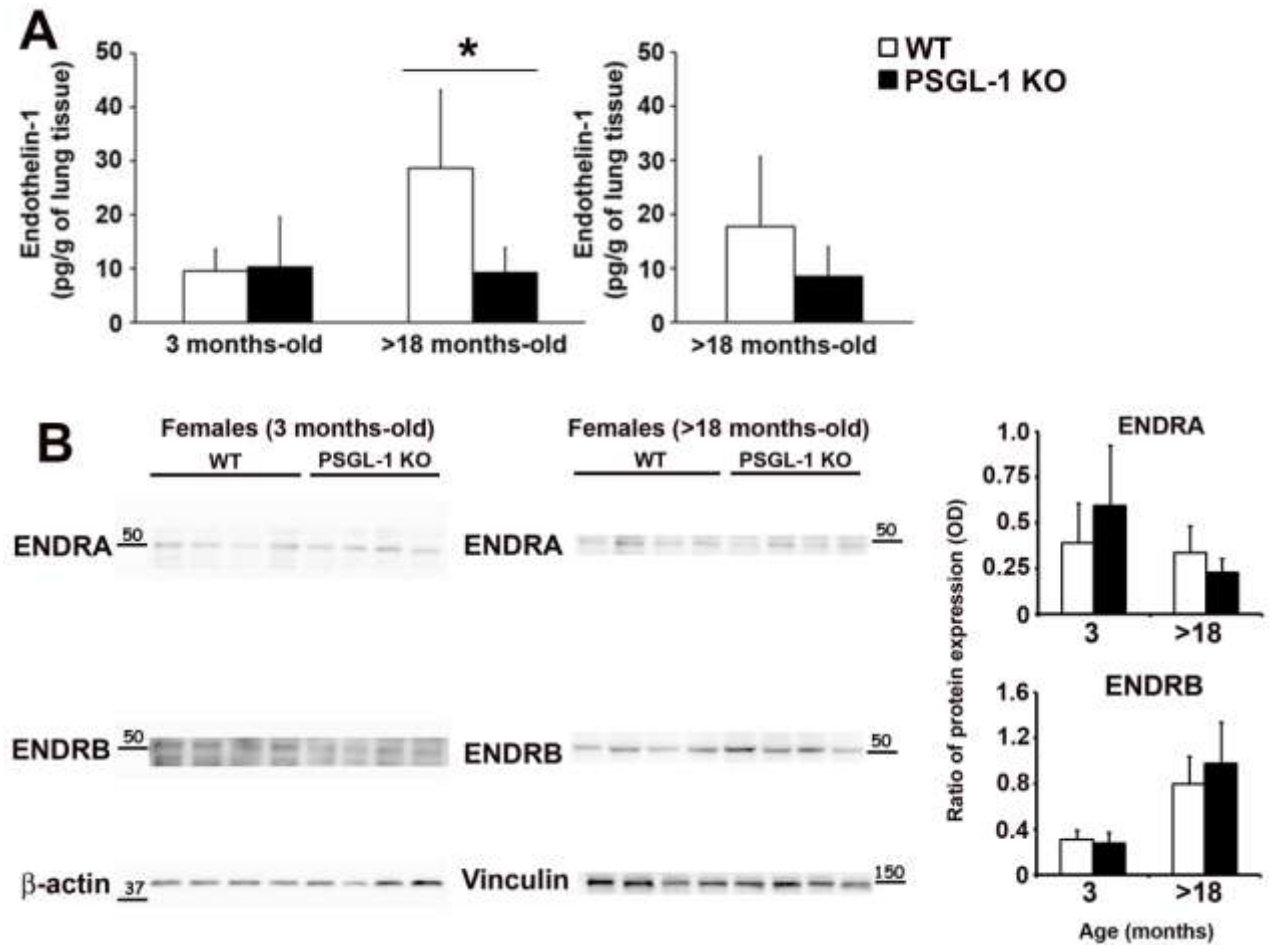 A
Endothelin-1
(pg/g of lung tissue)
50
40
30
20
10
0
*
3 months-old
>18 months-old
Endothelin-1
(pg/g of lung tissue)
50
40
30
20
10
0
>18 months-old
WT
PSGL-1 KO
B
Females (3 months-old)
WT
PSGL-1 KO
ENDRA
50
ENDRB
50
β-actin
37
Females (>18 months-old)
WT
PSGL-1 KO
ENDRA
50
ENDRB
50
Vinculin
150
Ratio of protein expression (OD)
ENDRA
1.0
0.75
0.5
0.25
0
3
>18
ENDRB
1.6
1.2
0.8
0.4
0
3
>18
Age (months)